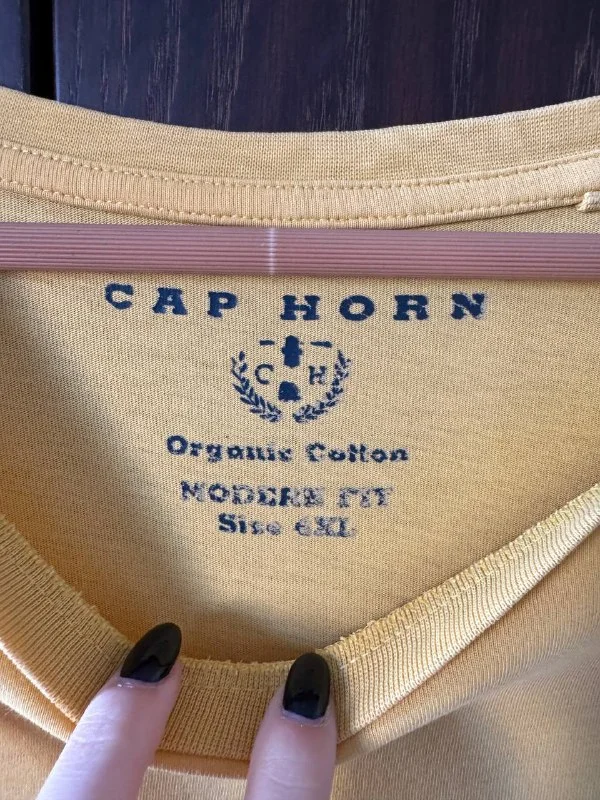 CAP HORN
C H
Organic Cotton
MODERN FIT
Size 6XL